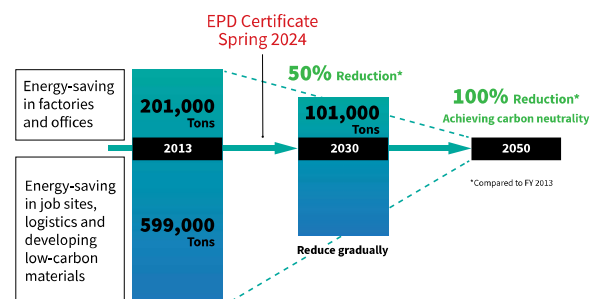 EPD Certificate
Spring 2024
50% Reduction*
100% Reduction*
Achieving carbon neutrality
Energy-saving
in factories
and offices
201,000
Tons
101,000
Tons
2013
2030
2050
*Compared to FY 2013
Energy-saving
in job sites,
logistics and
developing
low-carbon
materials
599,000
Tons
Reduce gradually